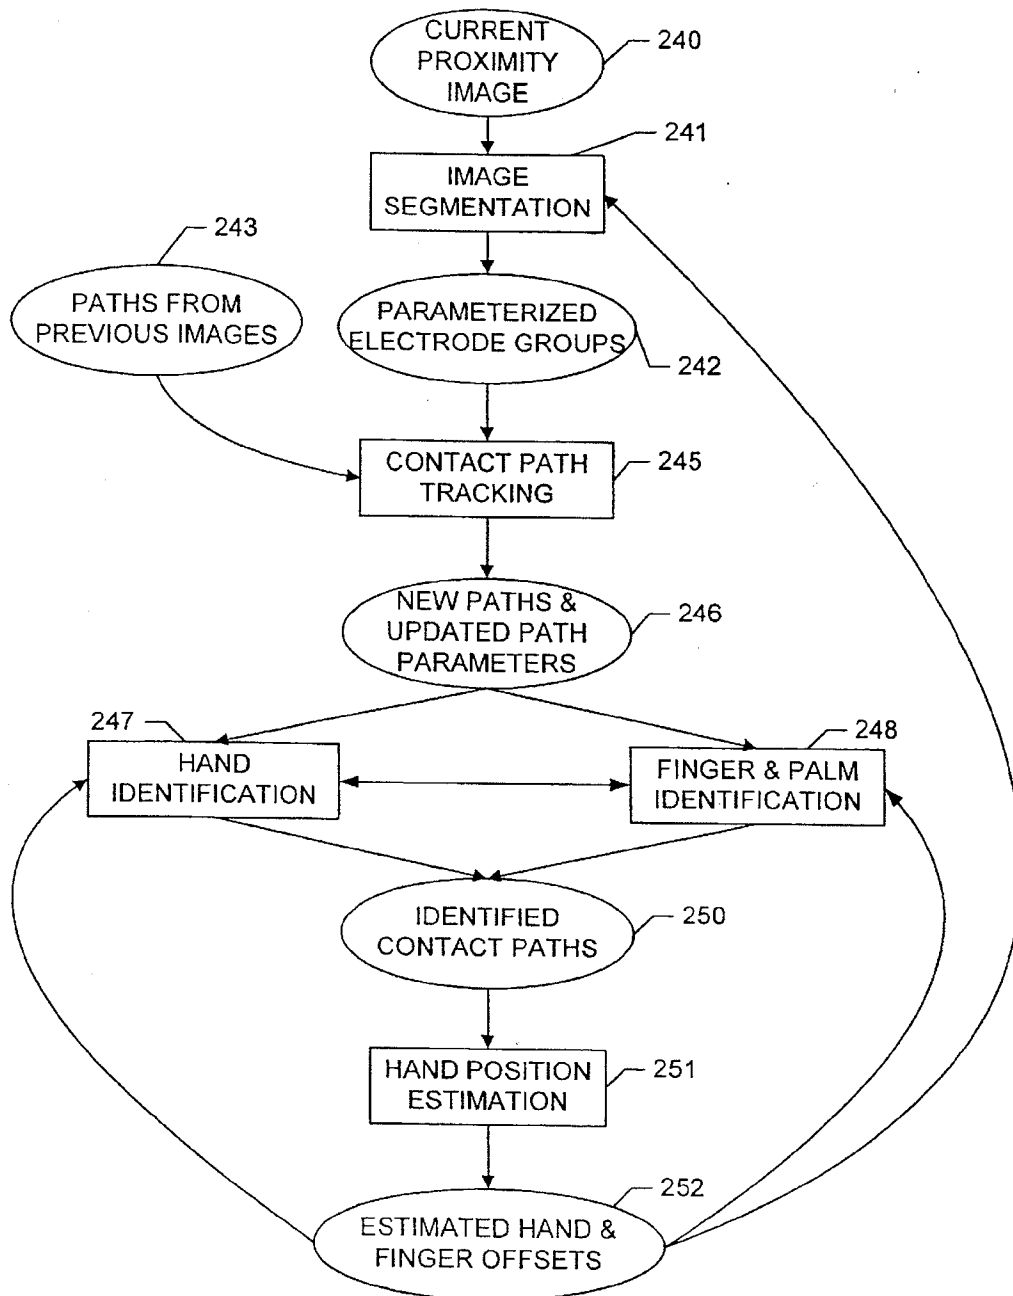 CURRENT
PROXIMITY
IMAGE
240
241
IMAGE
SEGMENTATION
243
PATHS FROM
PREVIOUS IMAGES
PARAMETERIZED
ELECTRODE GROUPS
242
CONTACT PATH
TRACKING
245
NEW PATHS &
UPDATED PATH
PARAMETERS
246
247
HAND
IDENTIFICATION
248
FINGER & PALM
IDENTIFICATION
IDENTIFIED
CONTACT PATHS
250
HAND POSITION
ESTIMATION
251
252
ESTIMATED HAND &
FINGER OFFSETS